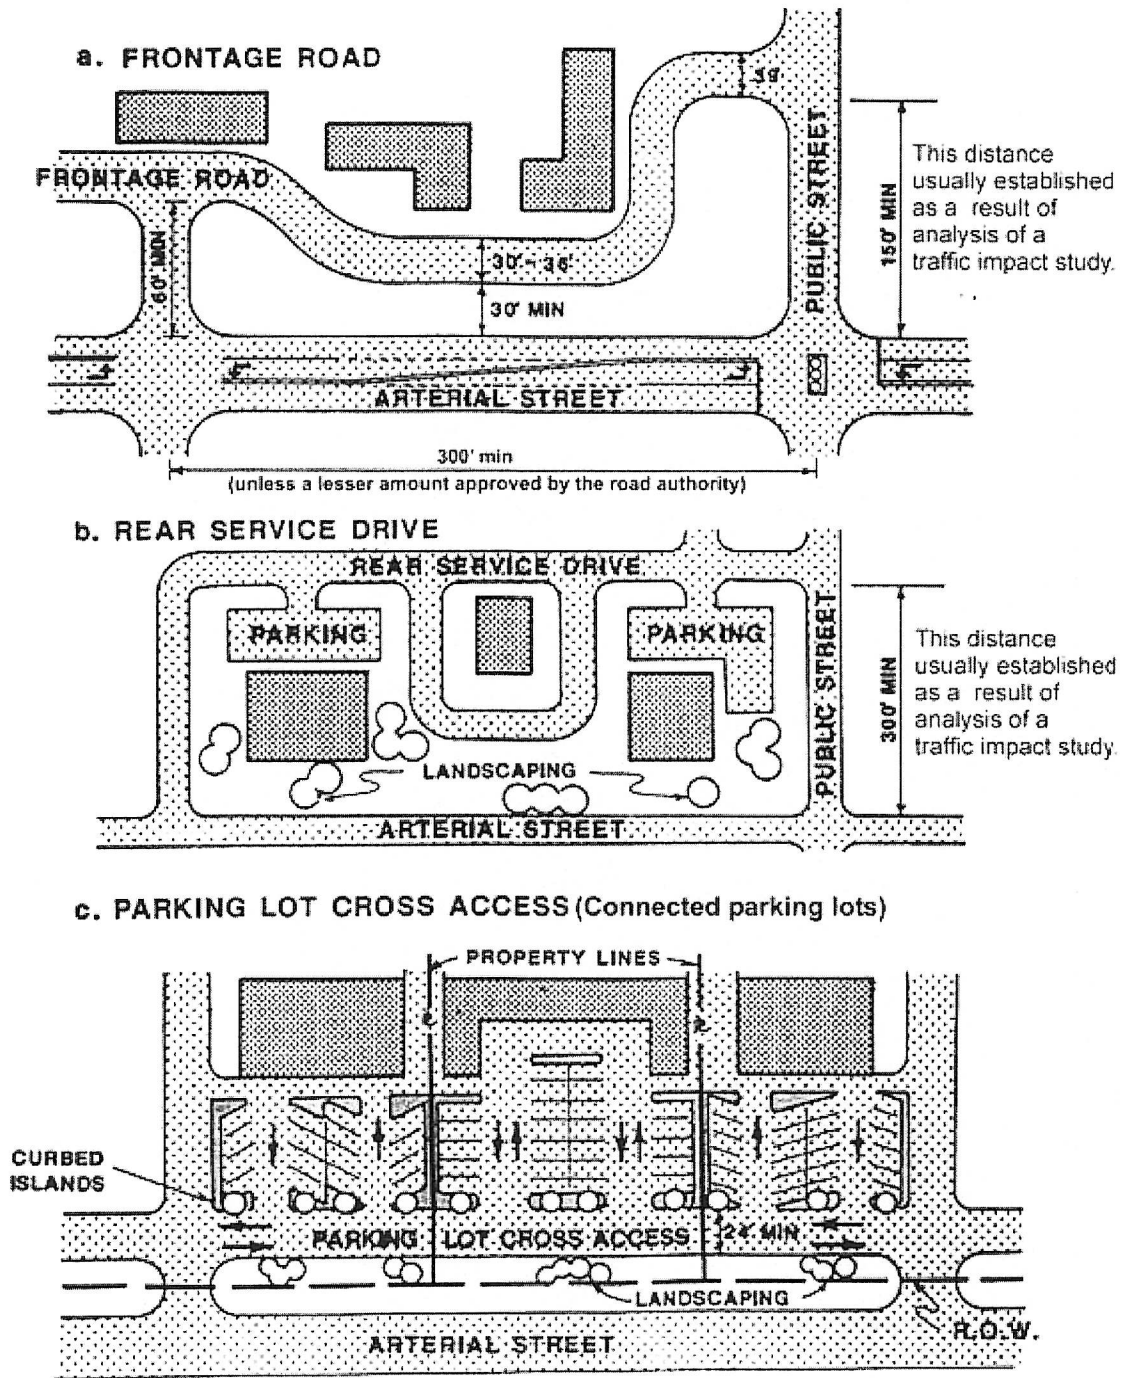 a. FRONTAGE ROAD
FRONTAGE ROAD
60' MIN
30' - 36'
30' MIN
PUBLIC STREET
150' MIN
This distance
usually established
as a result of
analysis of a
traffic impact study.
ARTERIAL STREET
300' min
(unless a lesser amount approved by the road authority)
b. REAR SERVICE DRIVE
REAR SERVICE DRIVE
PARKING
PARKING
PUBLIC STREET
300' MIN
This distance
usually established
as a result of
analysis of a
traffic impact study.
LANDSCAPING
ARTERIAL STREET
c. PARKING LOT CROSS ACCESS (Connected parking lots)
PROPERTY LINES
CURBED
ISLANDS
PARKING LOT CROSS ACCESS
24' MIN
LANDSCAPING
R.O.W.
ARTERIAL STREET